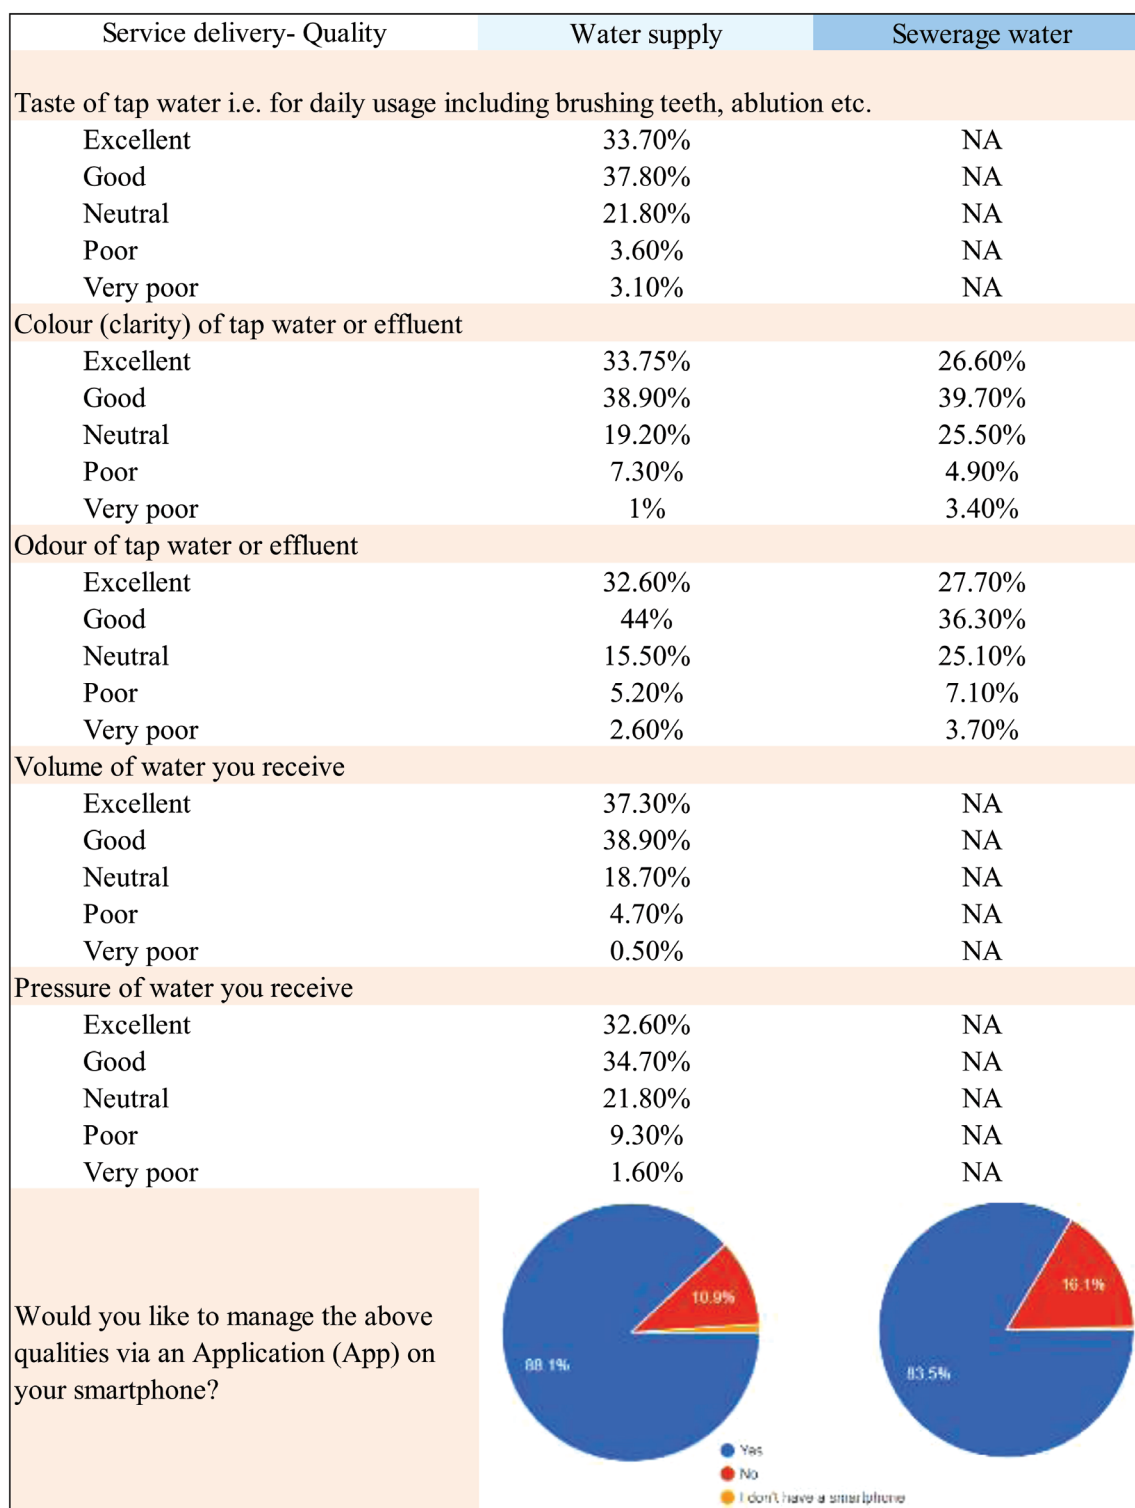 Service delivery- Quality Water supply Sewerage water
Taste of tap water i.e. for daily usage including brushing teeth, ablution etc.
Excellent 33.70% NA
Good 37.80% NA
Neutral 21.80% NA
Poor 3.60% NA
Very poor 3.10% NA
Colour (clarity) of tap water or effluent
Excellent 33.75% 26.60%
Good 38.90% 39.70%
Neutral 19.20% 25.50%
Poor 7.30% 4.90%
Very poor 1% 3.40%
Odour of tap water or effluent
Excellent 32.60% 27.70%
Good 44% 36.30%
Neutral 15.50% 25.10%
Poor 5.20% 7.10%
Very poor 2.60% 3.70%
Volume of water you receive
Excellent 37.30% NA
Good 38.90% NA
Neutral 18.70% NA
Poor 4.70% NA
Very poor 0.50% NA
Pressure of water you receive
Excellent 32.60% NA
Good 34.70% NA
Neutral 21.80% NA
Poor 9.30% NA
Very poor 1.60% NA
Would you like to manage the above
qualities via an Application (App) on
your smartphone?
10.9%
88.1%
16.1%
83.5%
Yes
No
I don't have a smartphone